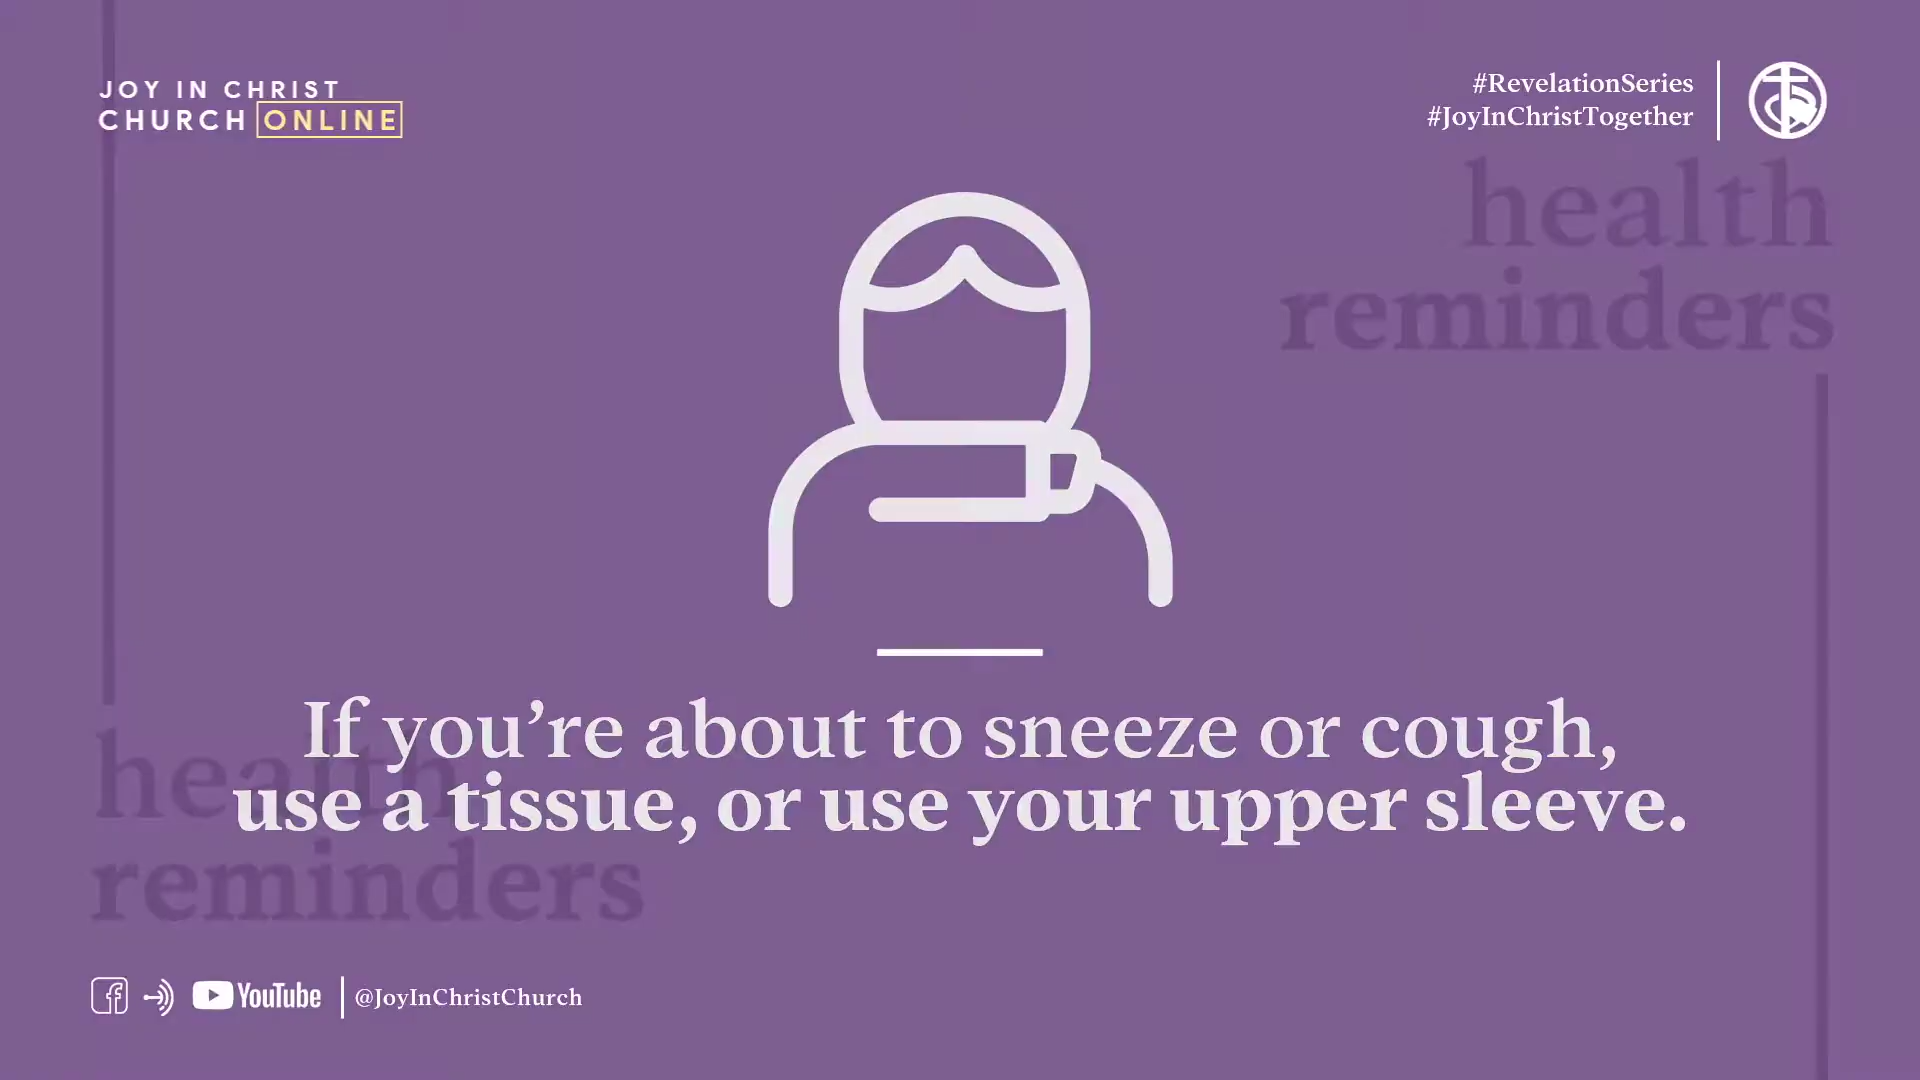 JOY IN CHRIST
CHURCH ONLINE
#RevelationSeries
#JoyInChristTogether
health
reminders
If you’re about to sneeze or cough,
use a tissue, or use your upper sleeve.
health
reminders
YouTube
@JoyInChristChurch